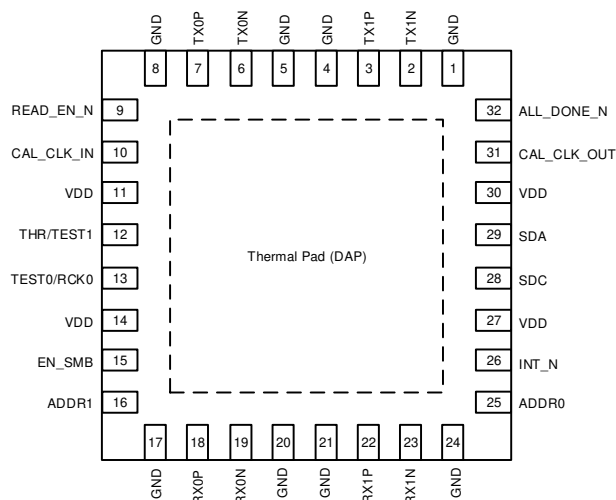 GND TX0P TX0N GND GND TX1P TX1N GND
8 7 6 5 4 3 2 1
READ_EN_N 9 32 ALL_DONE_N
CAL_CLK_IN 10 31 CAL_CLK_OUT
VDD 11 30 VDD
THR/TEST1 12 29 SDA
Thermal Pad (DAP)
TEST0/RCK0 13 28 SDC
VDD 14 27 VDD
EN_SMB 15 26 INT_N
ADDR1 16 25 ADDR0
17 18 19 20 21 22 23 24
GND RX0P RX0N GND GND RX1P RX1N GND